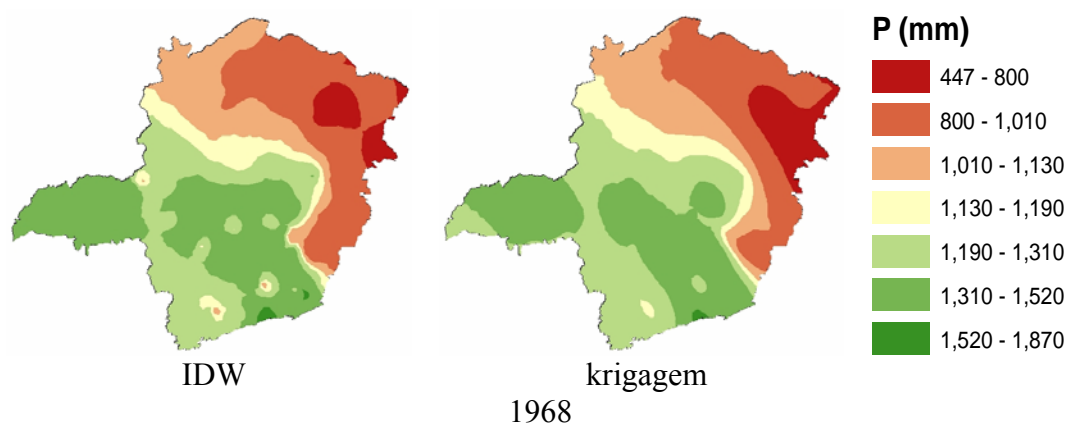 P (mm)
447 - 800
800 - 1,010
1,010 - 1,130
1,130 - 1,190
1,190 - 1,310
1,310 - 1,520
1,520 - 1,870
IDW
krigagem
1968